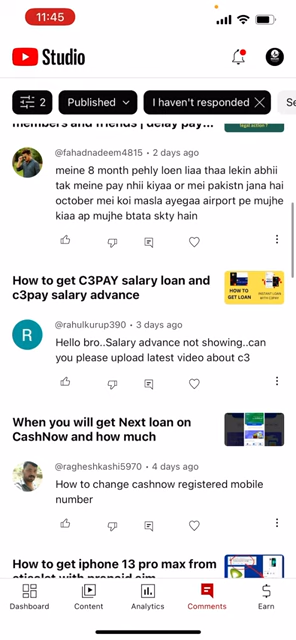 11:45
Studio
2
Published
I haven't responded
Se
members and friends | delay pay...
legal action ?
@fahadnadeem4815 • 2 days ago
meine 8 month pehly loen liaa thaa lekin abhii
tak meine pay nhii kiyaa or mei pakistn jana hai
october mei koi masla ayegaa airport pe mujhe
kiaa ap mujhe btata skty hain
How to get C3PAY salary loan and
c3pay salary advance
HOW TO
GET LOAN
@rahulkurup390 • 3 days ago
R
Hello bro..Salary advance not showing..can
you please upload latest video about c3
When you will get Next loan on
CashNow and how much
@ragheshkashi5970 • 4 days ago
How to change cashnow registered mobile
number
How to get iphone 13 pro max from
etisalat with prepaid sim
Dashboard
Content
Analytics
Comments
Earn